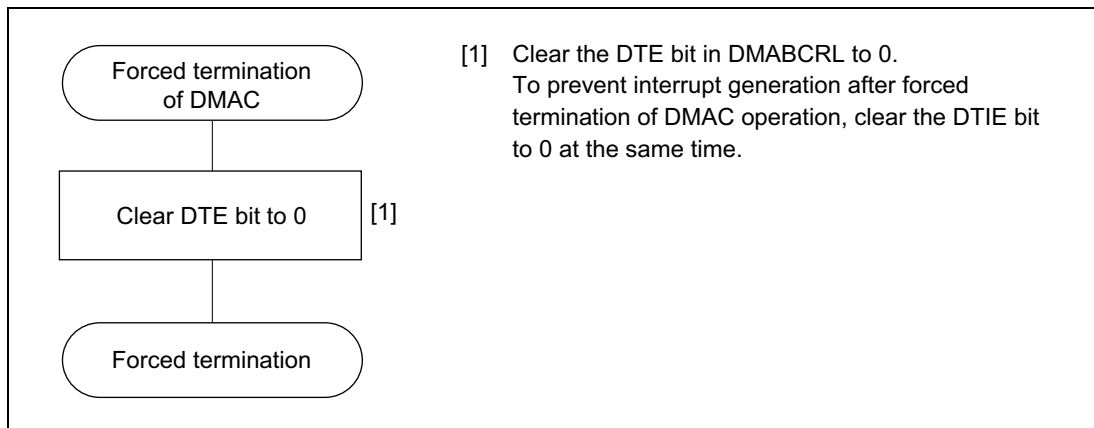 Forced termination
of DMAC
[1] Clear the DTE bit in DMABCRL to 0.
To prevent interrupt generation after forced
termination of DMAC operation, clear the DTIE bit
to 0 at the same time.
Clear DTE bit to 0 [1]
Forced termination